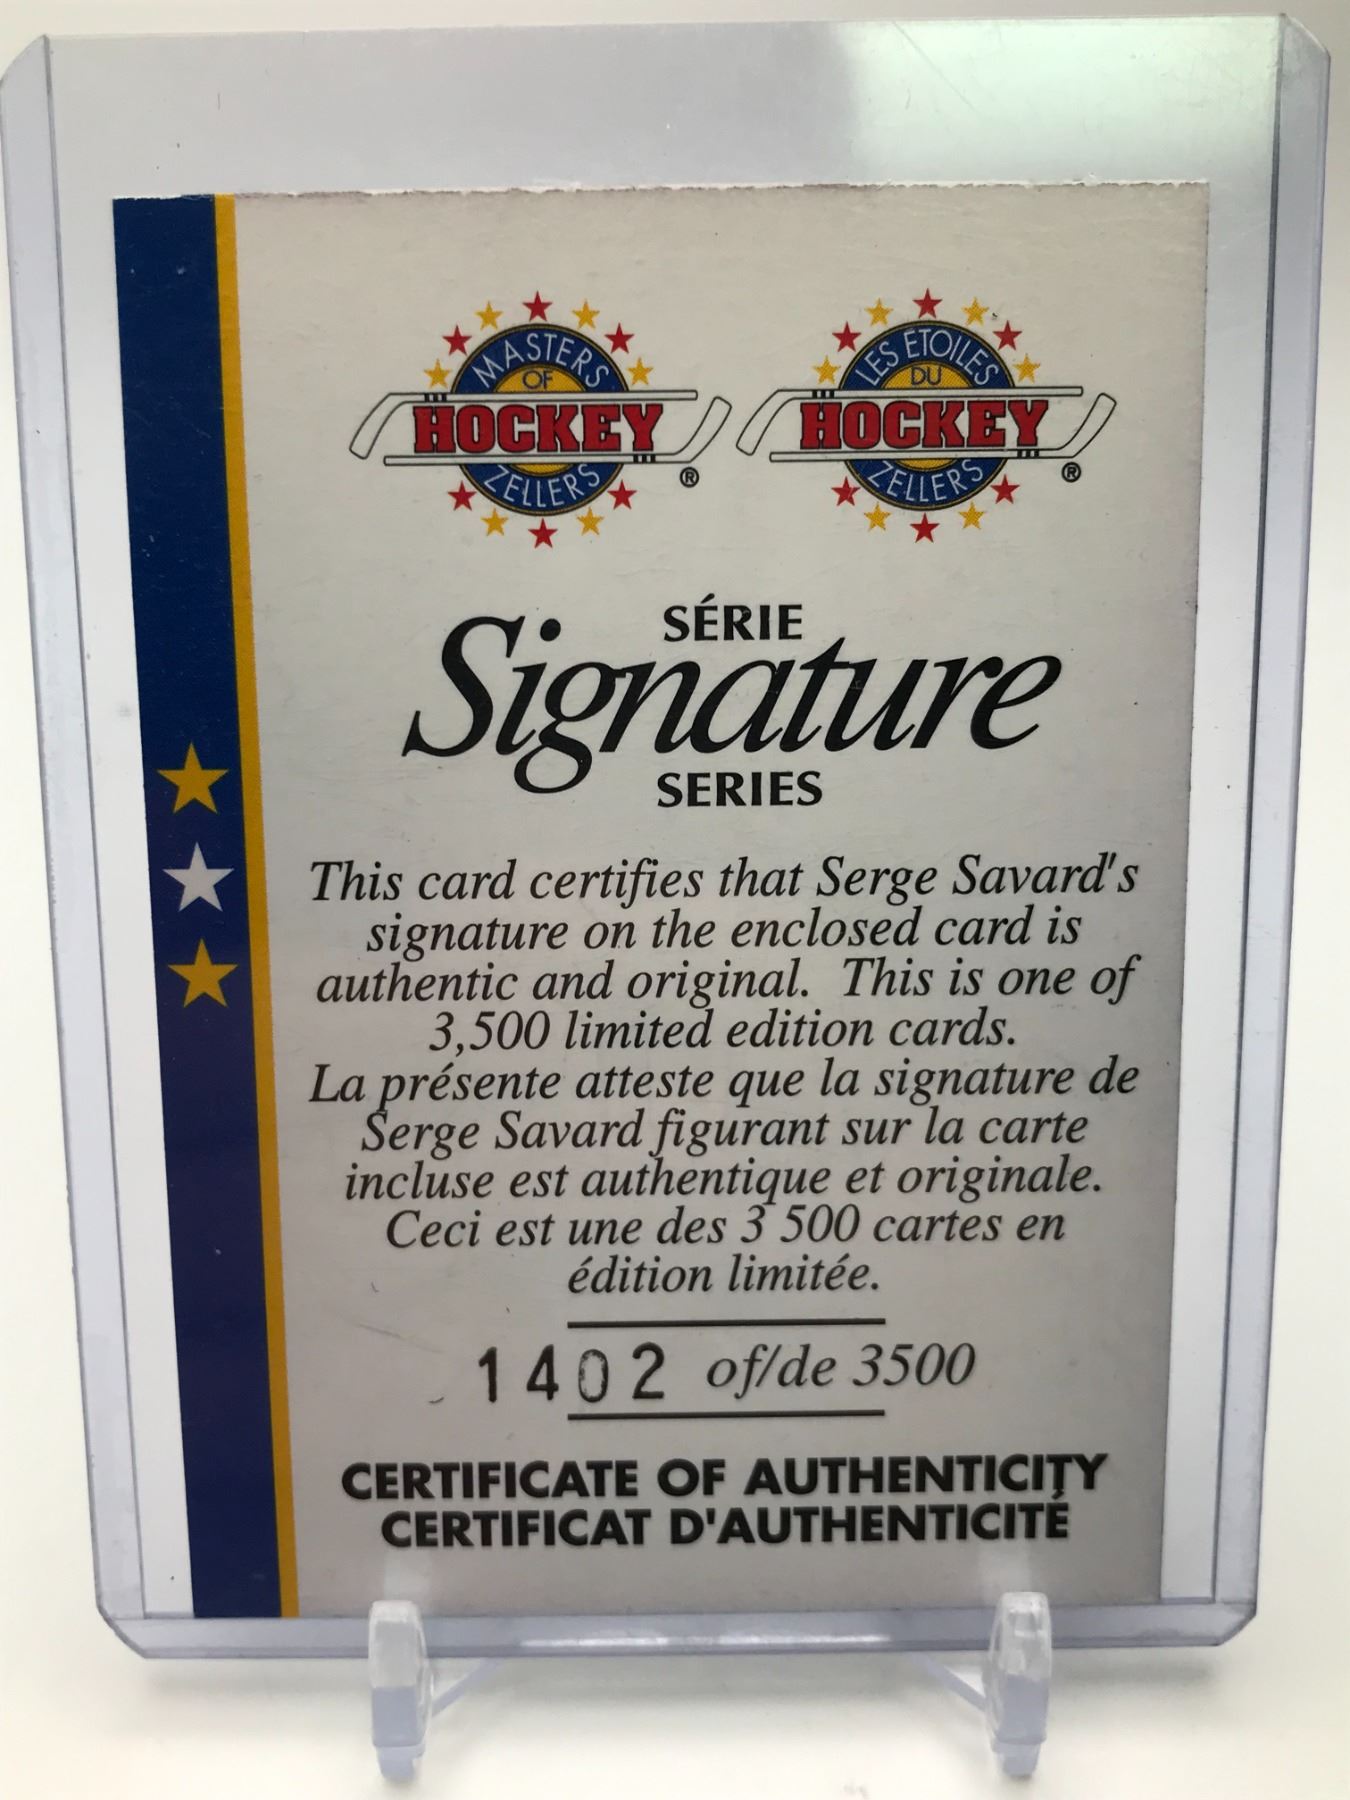 MASTERS
OF
HOCKEY
ZELLERS
®
LES ÉTOILES
DU
HOCKEY
ZELLERS
®
SÉRIE
Signature
SERIES
This card certifies that Serge Savard's
signature on the enclosed card is
authentic and original. This is one of
3,500 limited edition cards.
La présente atteste que la signature de
Serge Savard figurant sur la carte
incluse est authentique et originale.
Ceci est une des 3 500 cartes en
édition limitée.
1402 of/de 3500
CERTIFICATE OF AUTHENTICITY
CERTIFICAT D'AUTHENTICITÉ